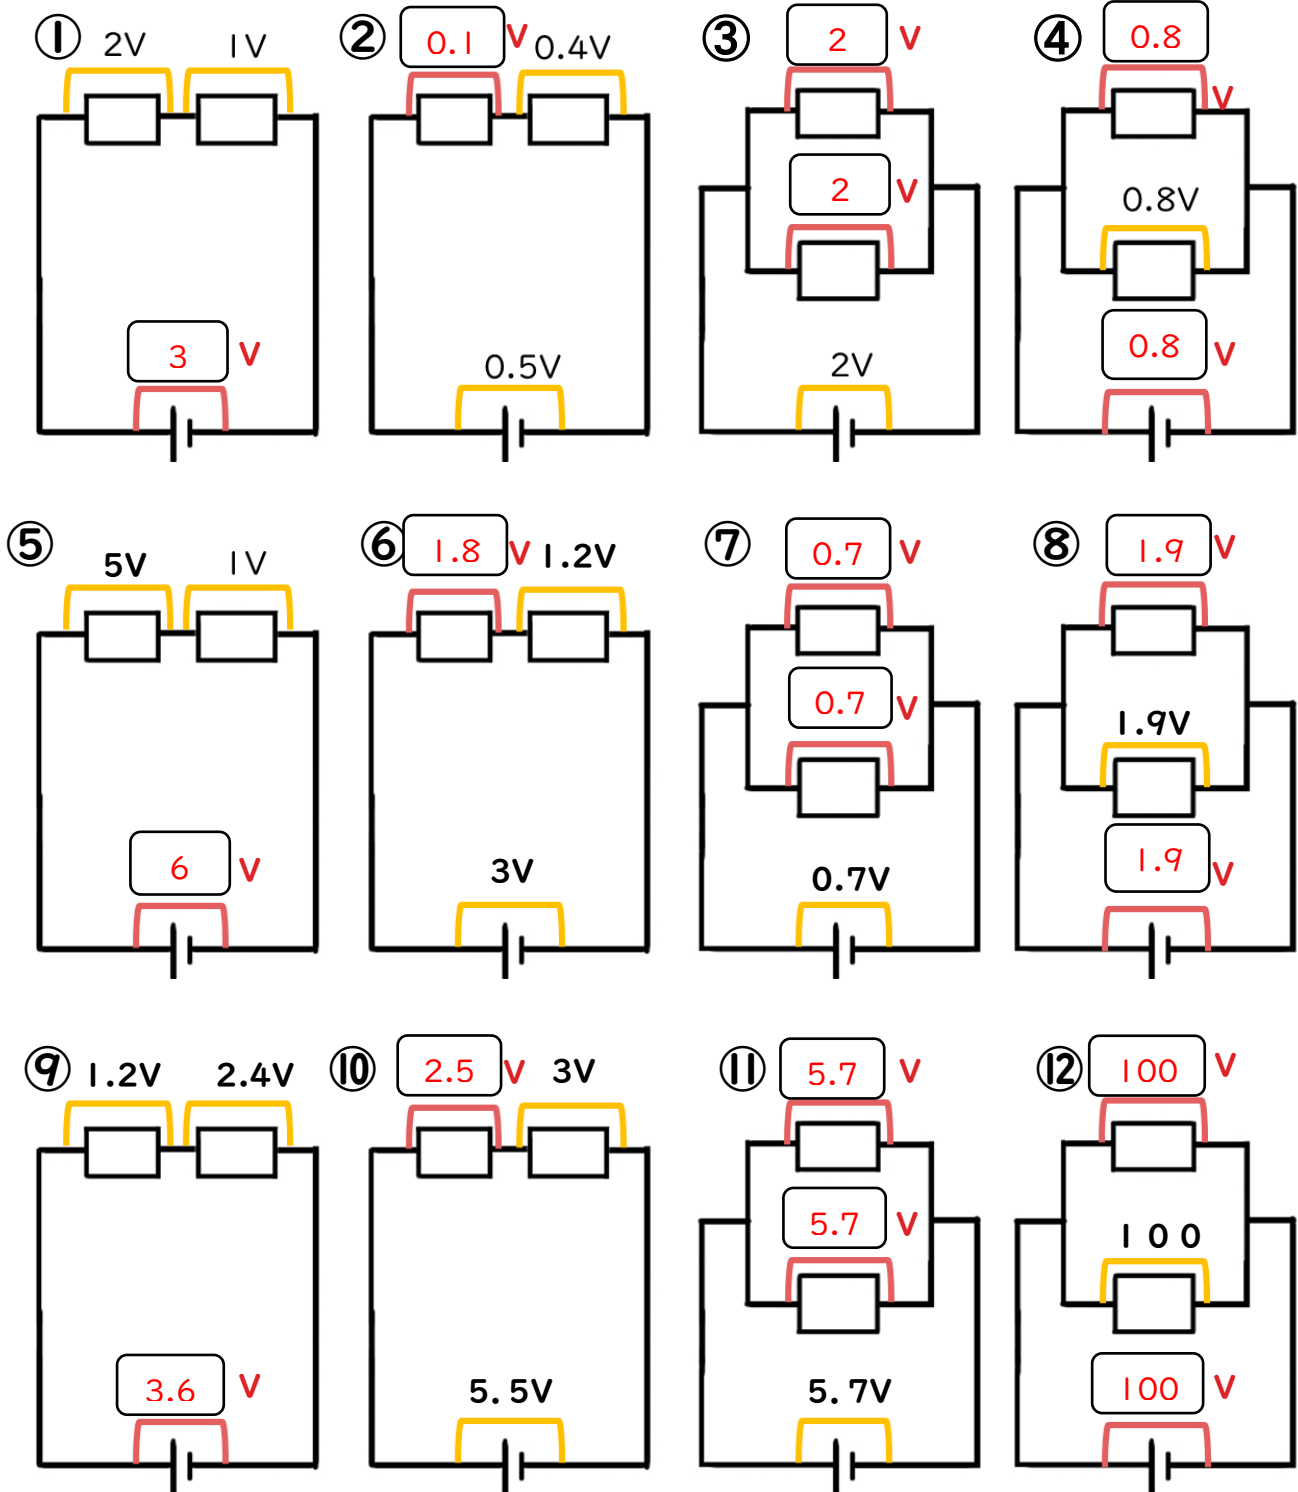 ① 2V 1V
3 V
② 0.1 V 0.4V
0.5V
③ 2 V
2 V
2V
④ 0.8 V
0.8V
0.8 V
⑤ 5V 1V
6 V
⑥ 1.8 V 1.2V
3V
⑦ 0.7 V
0.7 V
0.7V
⑧ 1.9 V
1.9V
1.9 V
⑨ 1.2V 2.4V
3.6 V
⑩ 2.5 V 3V
5.5V
⑪ 5.7 V
5.7 V
5.7V
⑫ 100 V
100
100 V